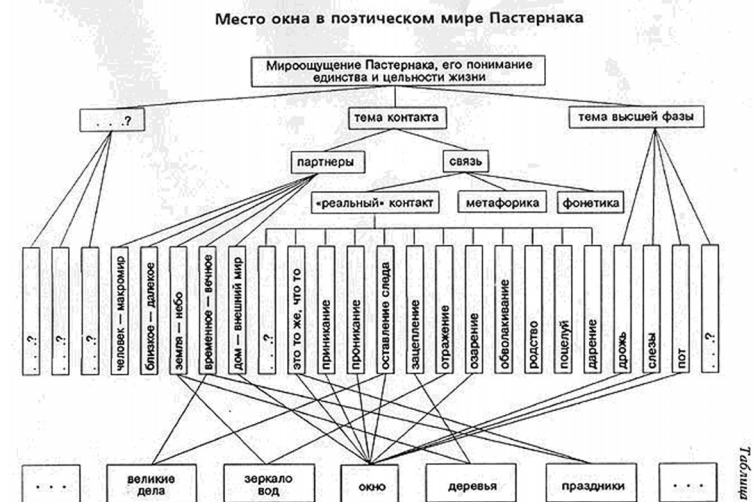 Место окна в поэтическом мире Пастернака
Мироощущение Пастернака, его понимание
единства и цельности жизни
. . .?
тема контакта
тема высшей фазы
партнеры
связь
«реальный» контакт
метафорика
фонетика
. . .?
. . .?
. . .?
человек — макромир
близкое — далекое
земля — небо
временное — вечное
дом — внешний мир
. . .?
это то же, что то
приникание
проникание
оставление следа
зацепление
отражение
озарение
обволакивание
родство
поцелуй
дарение
дрожь
слезы
пот
. . .?
. . .
великие
дела
зеркало
вод
окно
деревья
праздники
. . .